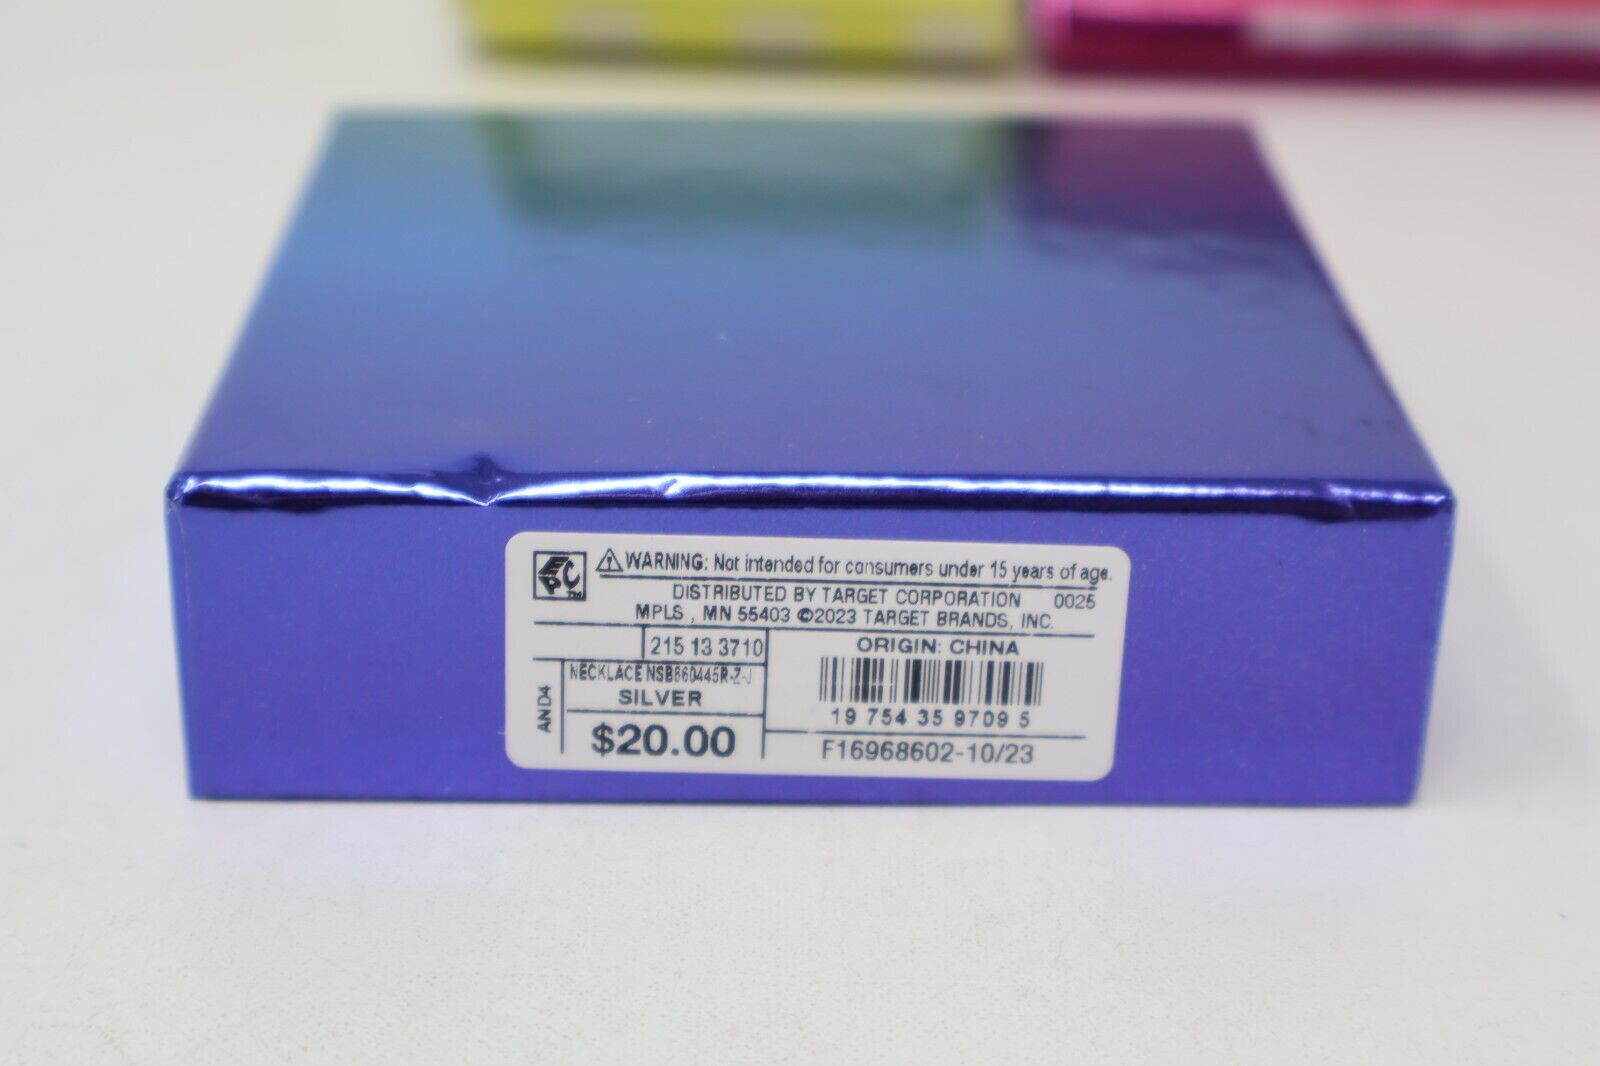 EPC™
⚠ WARNING: Not intended for consumers under 15 years of age.
DISTRIBUTED BY TARGET CORPORATION 0025
MPLS , MN 55403 ©2023 TARGET BRANDS, INC.
215 13 3710
ORIGIN: CHINA
NECKLACE NSB860445R-Z-J
SILVER
AND4
$20.00
19 754 35 9709 5
F16968602-10/23